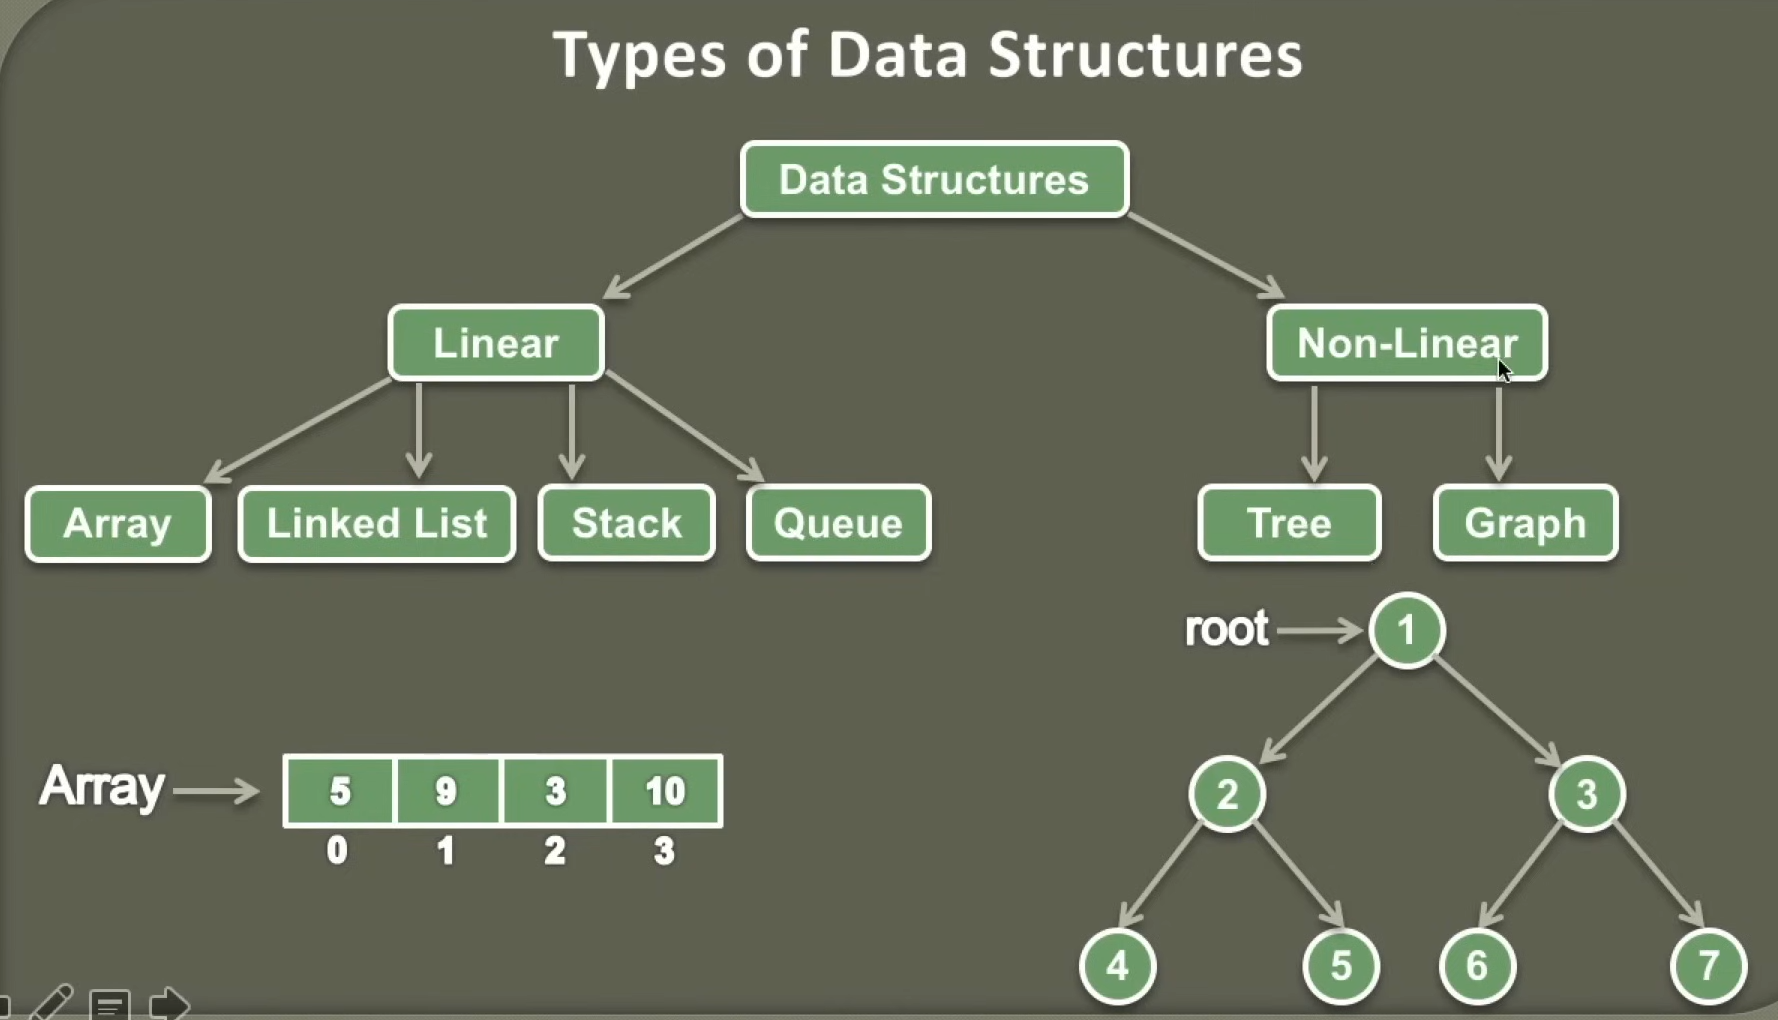 Types of Data Structures
Data Structures
Linear
Non-Linear
Array
Linked List
Stack
Queue
Tree
Graph
root
1
2
3
4
5
6
7
Array
5 9 3 10
0 1 2 3